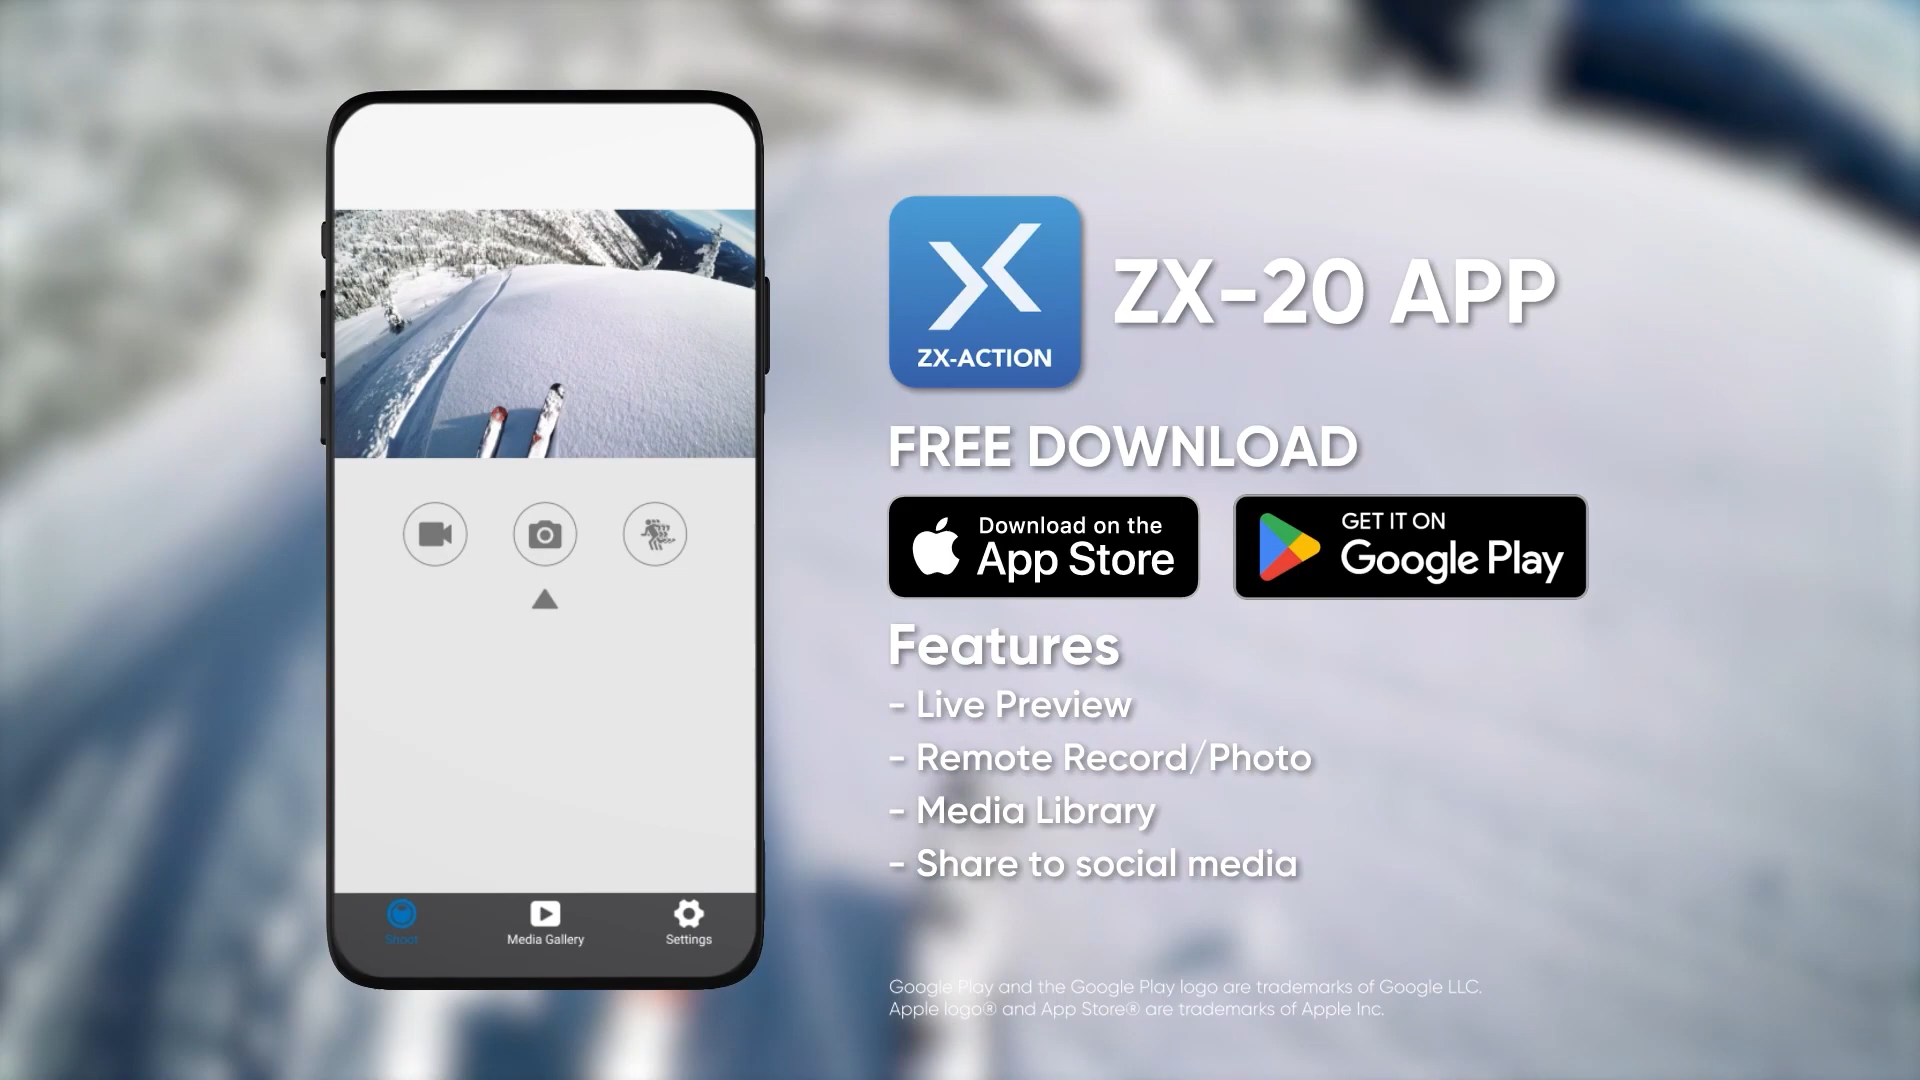 ZX-ACTION
ZX-20 APP
FREE DOWNLOAD
Download on the
App Store
GET IT ON
Google Play
Features
- Live Preview
- Remote Record/Photo
- Media Library
- Share to social media
Shoot
Media Gallery
Settings
Google Play and the Google Play logo are trademarks of Google LLC.
Apple logo® and App Store® are trademarks of Apple Inc.